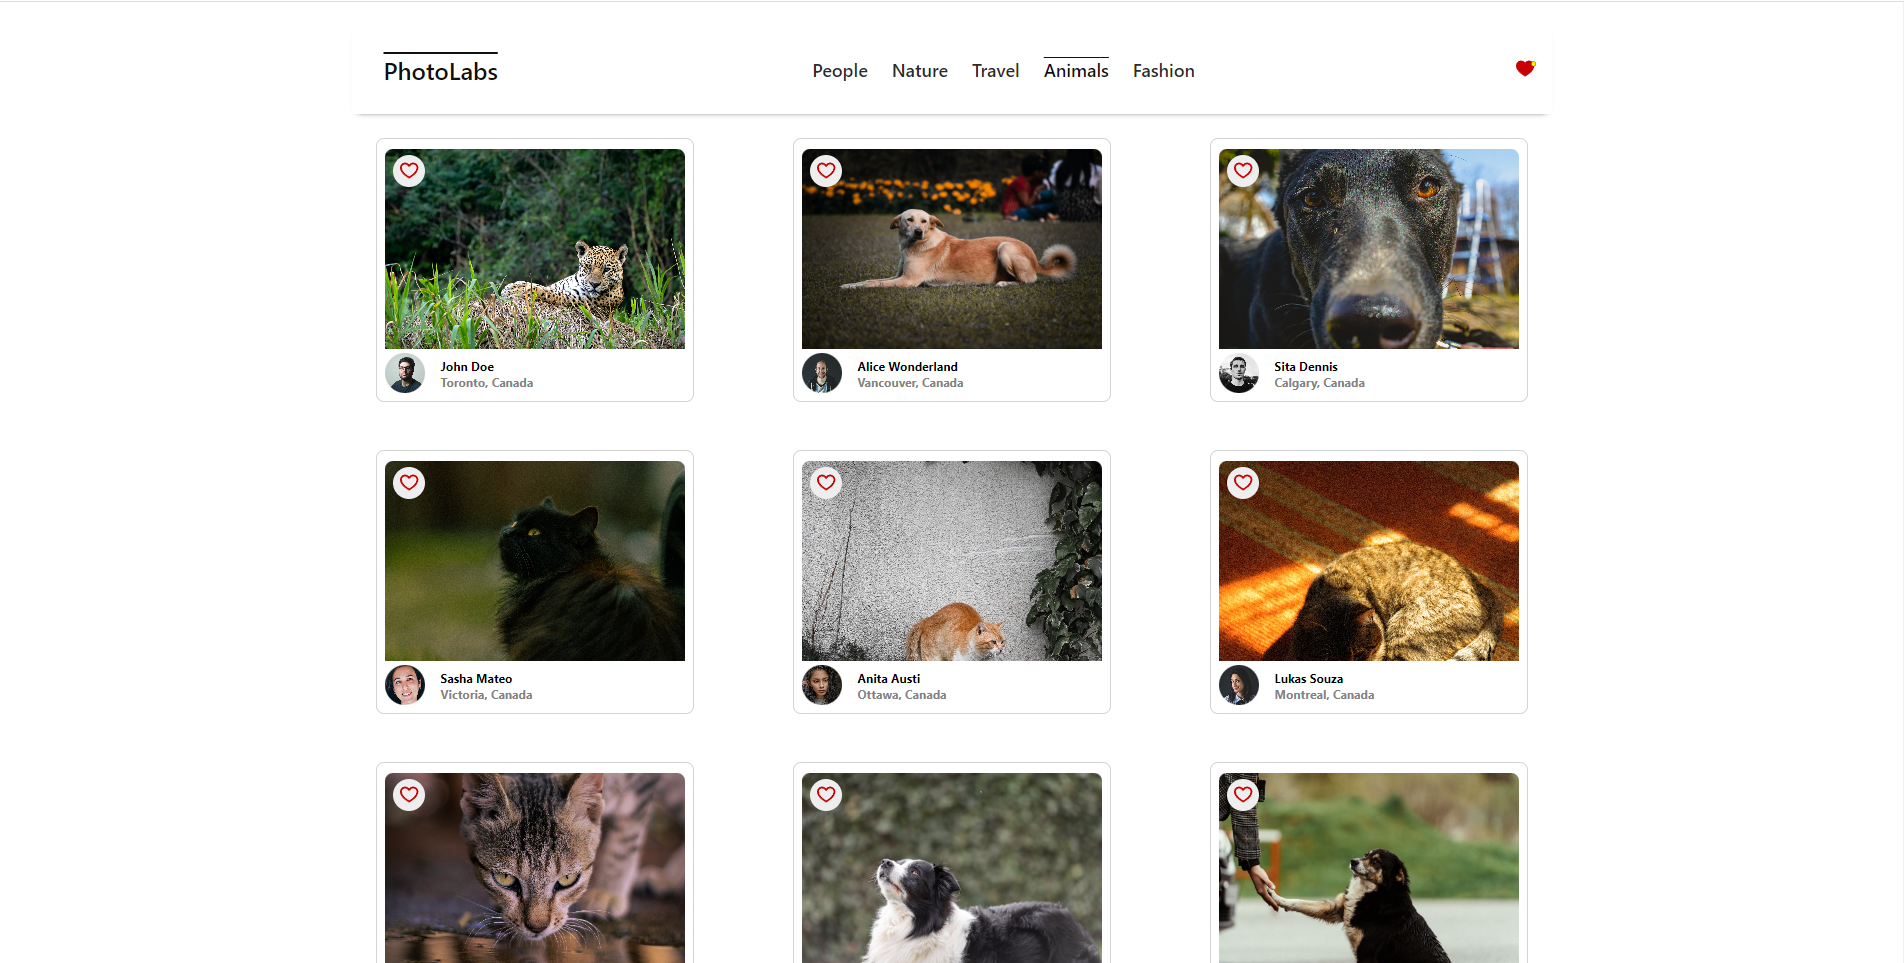 PhotoLabs
People
Nature
Travel
Animals
Fashion
John Doe
Toronto, Canada
Alice Wonderland
Vancouver, Canada
Sita Dennis
Calgary, Canada
Sasha Mateo
Victoria, Canada
Anita Austi
Ottawa, Canada
Lukas Souza
Montreal, Canada